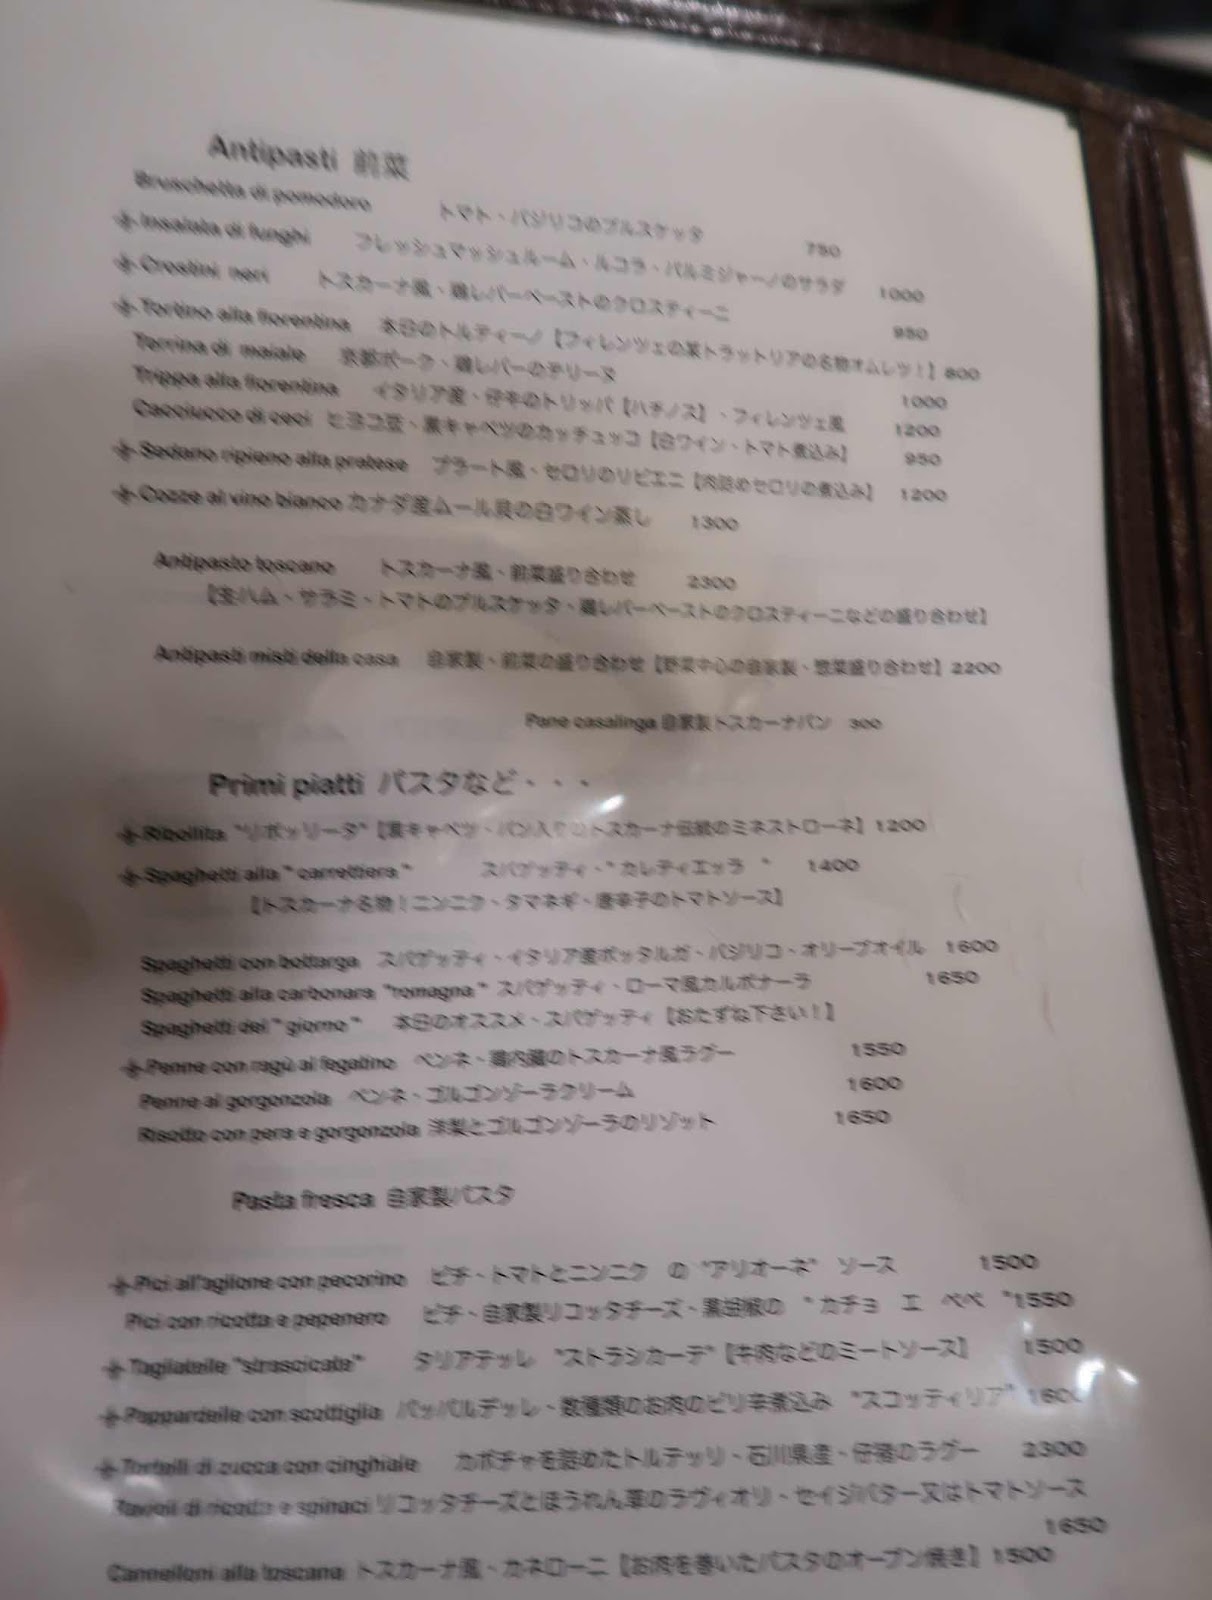 Antipasti 前菜
Bruschetta di pomodoro トマト・バジリコのブルスケッタ 750
Insalata di funghi フレッシュマッシュルーム・ルコラ・パルミジャーノのサラダ 1000
Crostini neri トスカーナ風・鶏レバーペーストのクロスティーニ 950
Tortino alla fiorentina 本日のトルティーノ【フィレンツェの某トラットリアの名物オムレツ！】800
Terrina di maiale 京都ポーク・鶏レバーのテリーヌ 1000
Trippa alla fiorentina イタリア産・仔牛のトリッパ【ハチノス】・フィレンツェ風 1200
Cacciucco di ceci ヒヨコ豆・黒キャベツのカッチュッコ【白ワイン・トマト煮込み】 950
Sedano ripieno alla pratese プラート風・セロリのリピエニ【肉詰めセロリの煮込み】 1200
Cozze al vino bianco カナダ産ムール貝の白ワイン蒸し 1300
Antipasto toscano トスカーナ風・前菜盛り合わせ 2300
【生ハム・サラミ・トマトのブルスケッタ・鶏レバーペーストのクロスティーニなどの盛り合わせ】
Antipasti misti della casa 自家製・前菜の盛り合わせ【野菜中心の自家製・惣菜盛り合わせ】2200
Pane casalinga 自家製トスカーナパン 300
Primi piatti パスタなど・・・
Ribollita "リボッリータ"【黒キャベツ・パン入りのトスカーナ伝統のミネストローネ】1200
Spaghetti alla " carrettiera " スパゲッティ・" カレティエッラ " 1400
【トスカーナ名物！ニンニク・タマネギ・唐辛子のトマトソース】
Spaghetti con bottarga スパゲッティ・イタリア産ボッタルガ・バジリコ・オリーブオイル 1600
Spaghetti alla carbonara "romagna " スパゲッティ・ローマ風カルボナーラ 1650
Spaghetti del " giorno " 本日のオススメ・スパゲッティ【おたずね下さい！】
Penne con ragù al fegatino ペンネ・鶏内臓のトスカーナ風ラグー 1550
Penne al gorgonzola ペンネ・ゴルゴンゾーラクリーム 1600
Risotto con pera e gorgonzola 洋梨とゴルゴンゾーラのリゾット 1650
Pasta fresca 自家製パスタ
Pici all'aglione con pecorino ピチ・トマトとニンニク の "アリオーネ" ソース 1500
Pici con ricotta e pepenero ピチ・自家製リコッタチーズ・黒胡椒の " カチョ エ ペペ "1550
Tagliatelle "strascicate" タリアテッレ "ストラシカーテ"【牛肉などのミートソース】 1500
Pappardelle con scottiglia パッパルデッレ・数種類のお肉のピリ辛煮込み "スコッティリア" 1600
Tortelli di zucca con cinghiale カボチャを詰めたトルテッリ・石川県産・仔猪のラグー 2300
Ravioli di ricotta e spinaci リコッタチーズとほうれん草のラヴィオリ・セイジバター又はトマトソース
1650
Cannelloni alla toscana トスカーナ風・カネローニ【お肉を巻いたパスタのオーブン焼き】1500